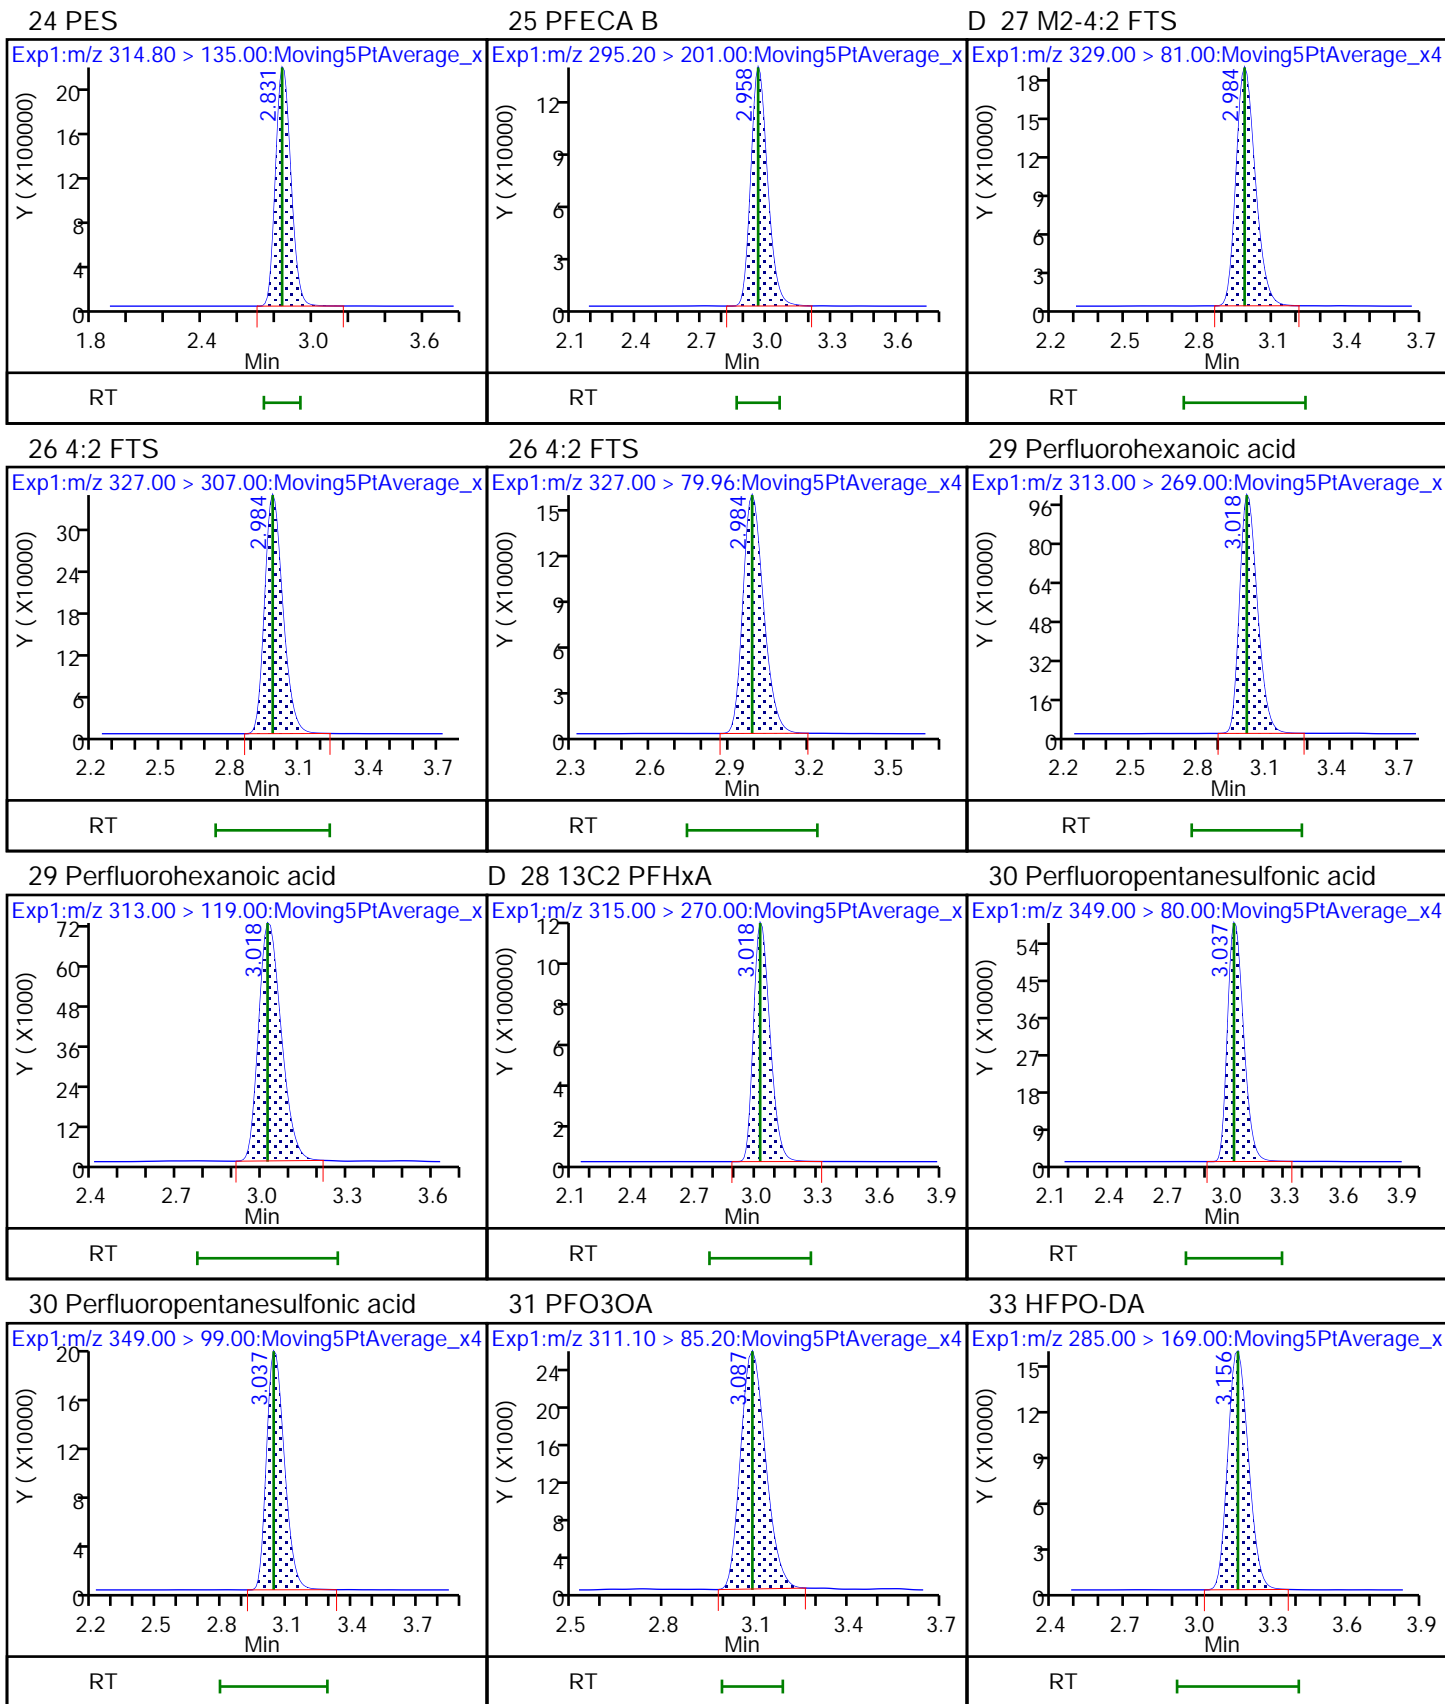 24 PES
25 PFECA B
D 27 M2-4:2 FTS
Exp1:m/z 314.80 > 135.00:Moving5PtAverage_x
Exp1:m/z 295.20 > 201.00:Moving5PtAverage_x
Exp1:m/z 329.00 > 81.00:Moving5PtAverage_x4
2.831
2.958
2.984
Y ( X100000)
20
16
12
8
4
0
Y ( X10000)
12
9
6
3
0
Y ( X10000)
18
15
12
9
6
3
0
1.8 2.4 3.0 3.6
2.1 2.4 2.7 3.0 3.3 3.6
2.2 2.5 2.8 3.1 3.4 3.7
Min
Min
Min
RT
RT
RT
26 4:2 FTS
26 4:2 FTS
29 Perfluorohexanoic acid
Exp1:m/z 327.00 > 307.00:Moving5PtAverage_x
Exp1:m/z 327.00 > 79.96:Moving5PtAverage_x4
Exp1:m/z 313.00 > 269.00:Moving5PtAverage_x
2.984
2.984
3.018
Y ( X10000)
30
24
18
12
6
0
Y ( X10000)
15
12
9
6
3
0
Y ( X10000)
96
80
64
48
32
16
0
2.2 2.5 2.8 3.1 3.4 3.7
2.3 2.6 2.9 3.2 3.5
2.2 2.5 2.8 3.1 3.4 3.7
Min
Min
Min
RT
RT
RT
29 Perfluorohexanoic acid
D 28 13C2 PFHxA
30 Perfluoropentanesulfonic acid
Exp1:m/z 313.00 > 119.00:Moving5PtAverage_x
Exp1:m/z 315.00 > 270.00:Moving5PtAverage_x
Exp1:m/z 349.00 > 80.00:Moving5PtAverage_x4
3.018
3.018
3.037
Y ( X1000)
72
60
48
36
24
12
0
Y ( X100000)
12
10
8
6
4
2
0
Y ( X10000)
54
45
36
27
18
9
0
2.4 2.7 3.0 3.3 3.6
2.1 2.4 2.7 3.0 3.3 3.6 3.9
2.1 2.4 2.7 3.0 3.3 3.6 3.9
Min
Min
Min
RT
RT
RT
30 Perfluoropentanesulfonic acid
31 PFO3OA
33 HFPO-DA
Exp1:m/z 349.00 > 99.00:Moving5PtAverage_x4
Exp1:m/z 311.10 > 85.20:Moving5PtAverage_x4
Exp1:m/z 285.00 > 169.00:Moving5PtAverage_x
3.037
3.087
3.156
Y ( X10000)
20
16
12
8
4
0
Y ( X1000)
24
20
16
12
8
4
0
Y ( X10000)
15
12
9
6
3
0
2.2 2.5 2.8 3.1 3.4 3.7
2.5 2.8 3.1 3.4 3.7
2.4 2.7 3.0 3.3 3.6 3.9
Min
Min
Min
RT
RT
RT